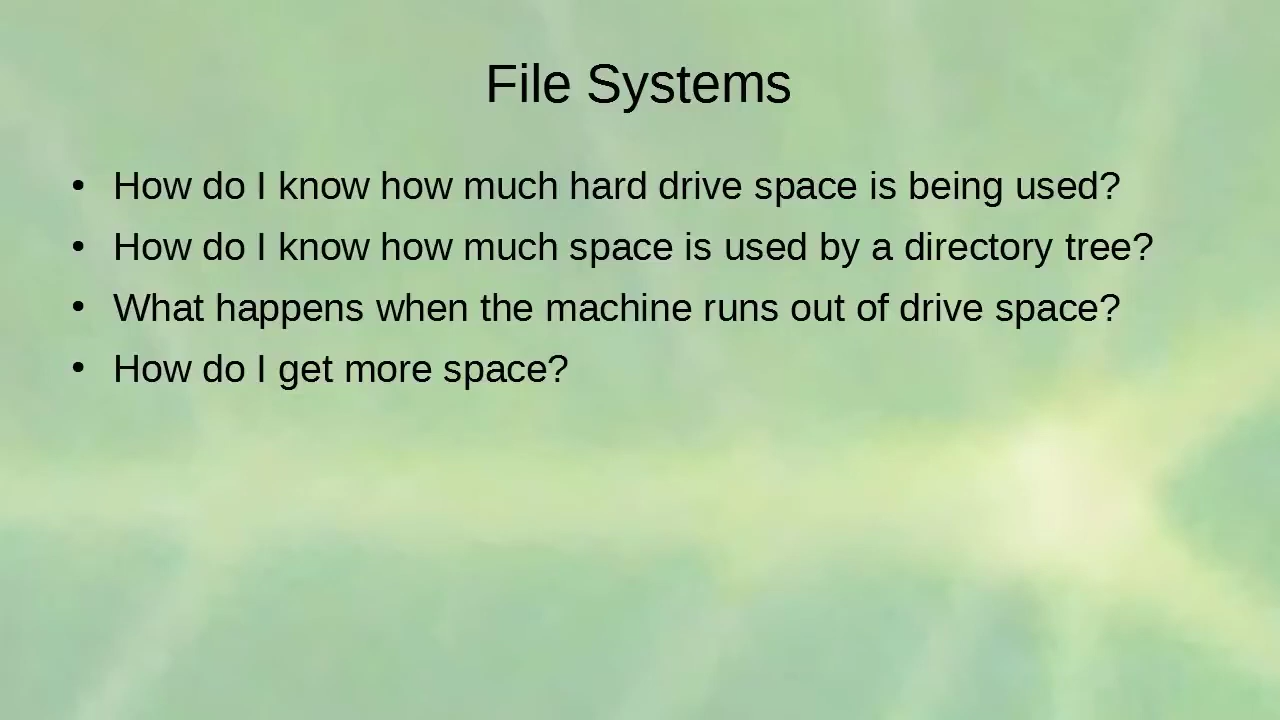 File Systems
• How do I know how much hard drive space is being used?
• How do I know how much space is used by a directory tree?
• What happens when the machine runs out of drive space?
• How do I get more space?